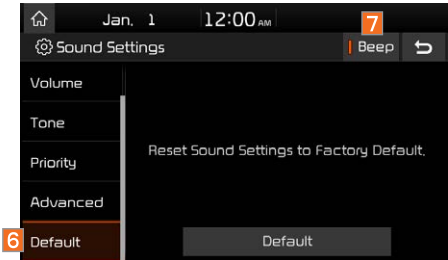 Jan. 1 12:00 AM
7
Sound Settings Beep
Volume
Tone
Priority
Reset Sound Settings to Factory Default.
Advanced
6 Default
Default